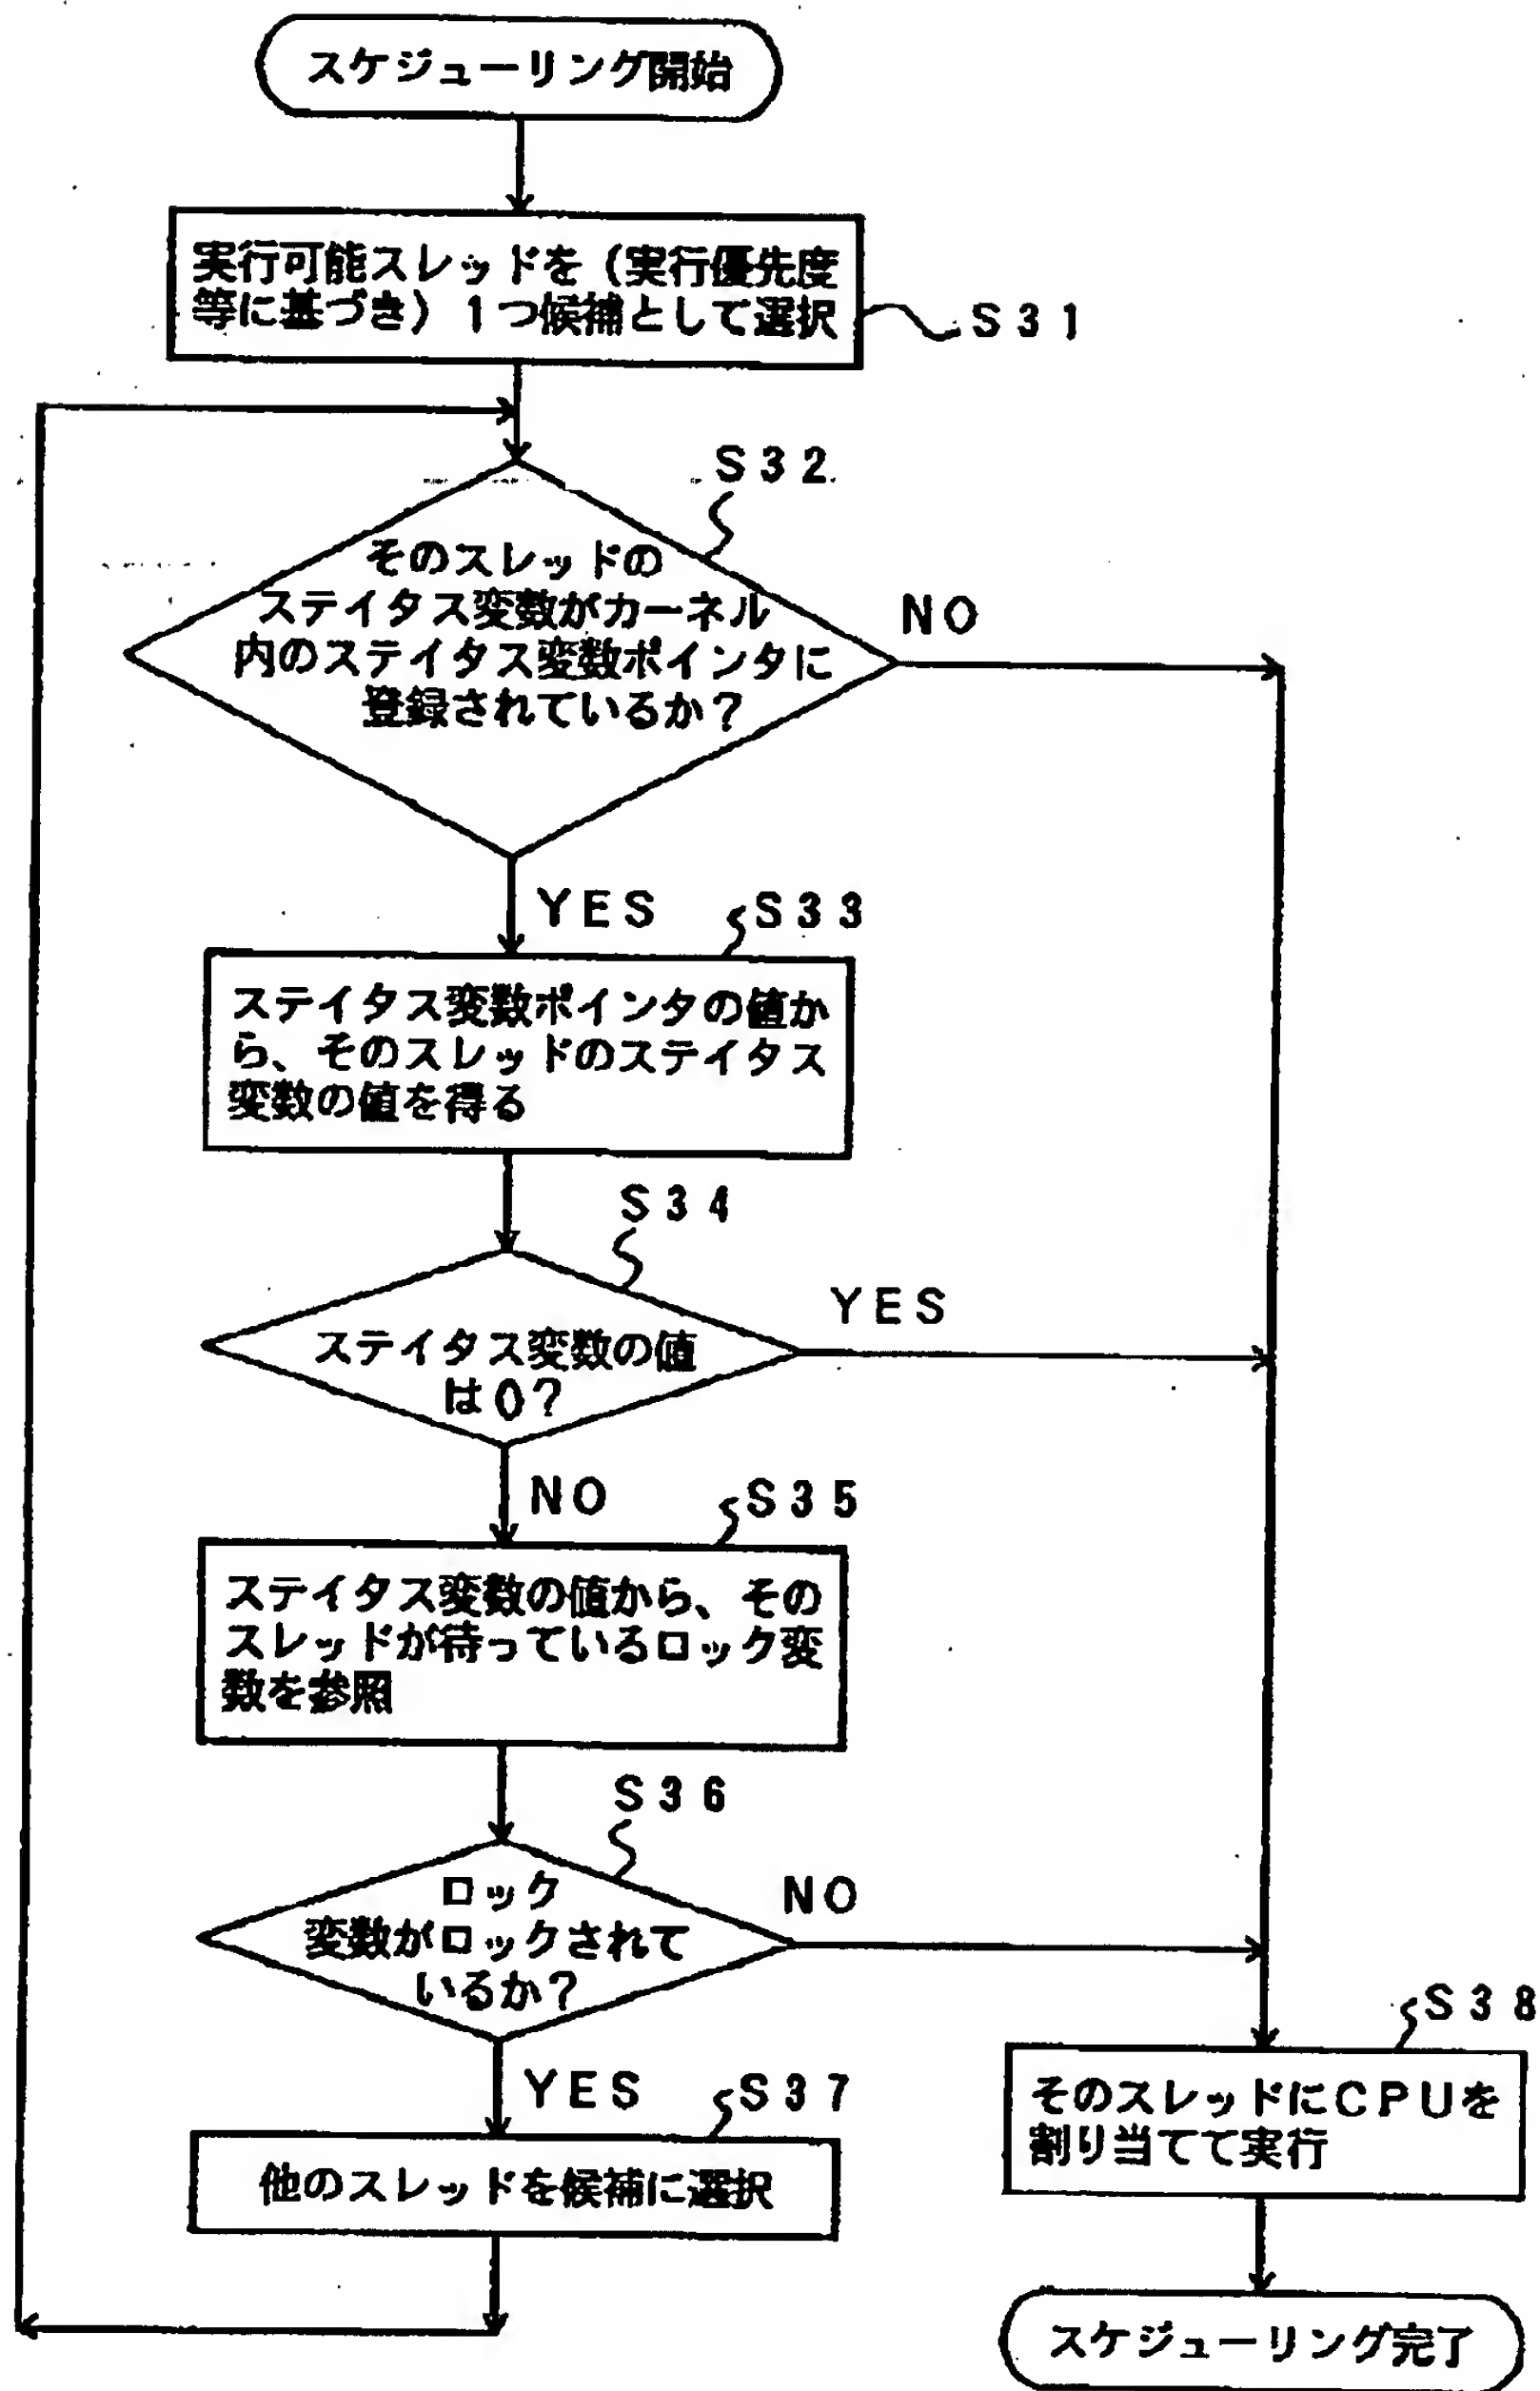 スケジューリング開始
実行可能スレッドを（実行優先度
等に基づき）１つ候補として選択
Ｓ３１
Ｓ３２
そのスレッドの
ステイタス変数がカーネル
内のステイタス変数ポインタに
登録されているか？
ＮＯ
ＹＥＳ
Ｓ３３
ステイタス変数ポインタの値か
ら、そのスレッドのステイタス
変数の値を得る
Ｓ３４
ステイタス変数の値
は０？
ＹＥＳ
ＮＯ
Ｓ３５
ステイタス変数の値から、その
スレッドが待っているロック変
数を参照
Ｓ３６
ロック
変数がロックされて
いるか？
ＮＯ
ＹＥＳ
Ｓ３７
他のスレッドを候補に選択
Ｓ３８
そのスレッドにＣＰＵを
割り当てて実行
スケジューリング完了